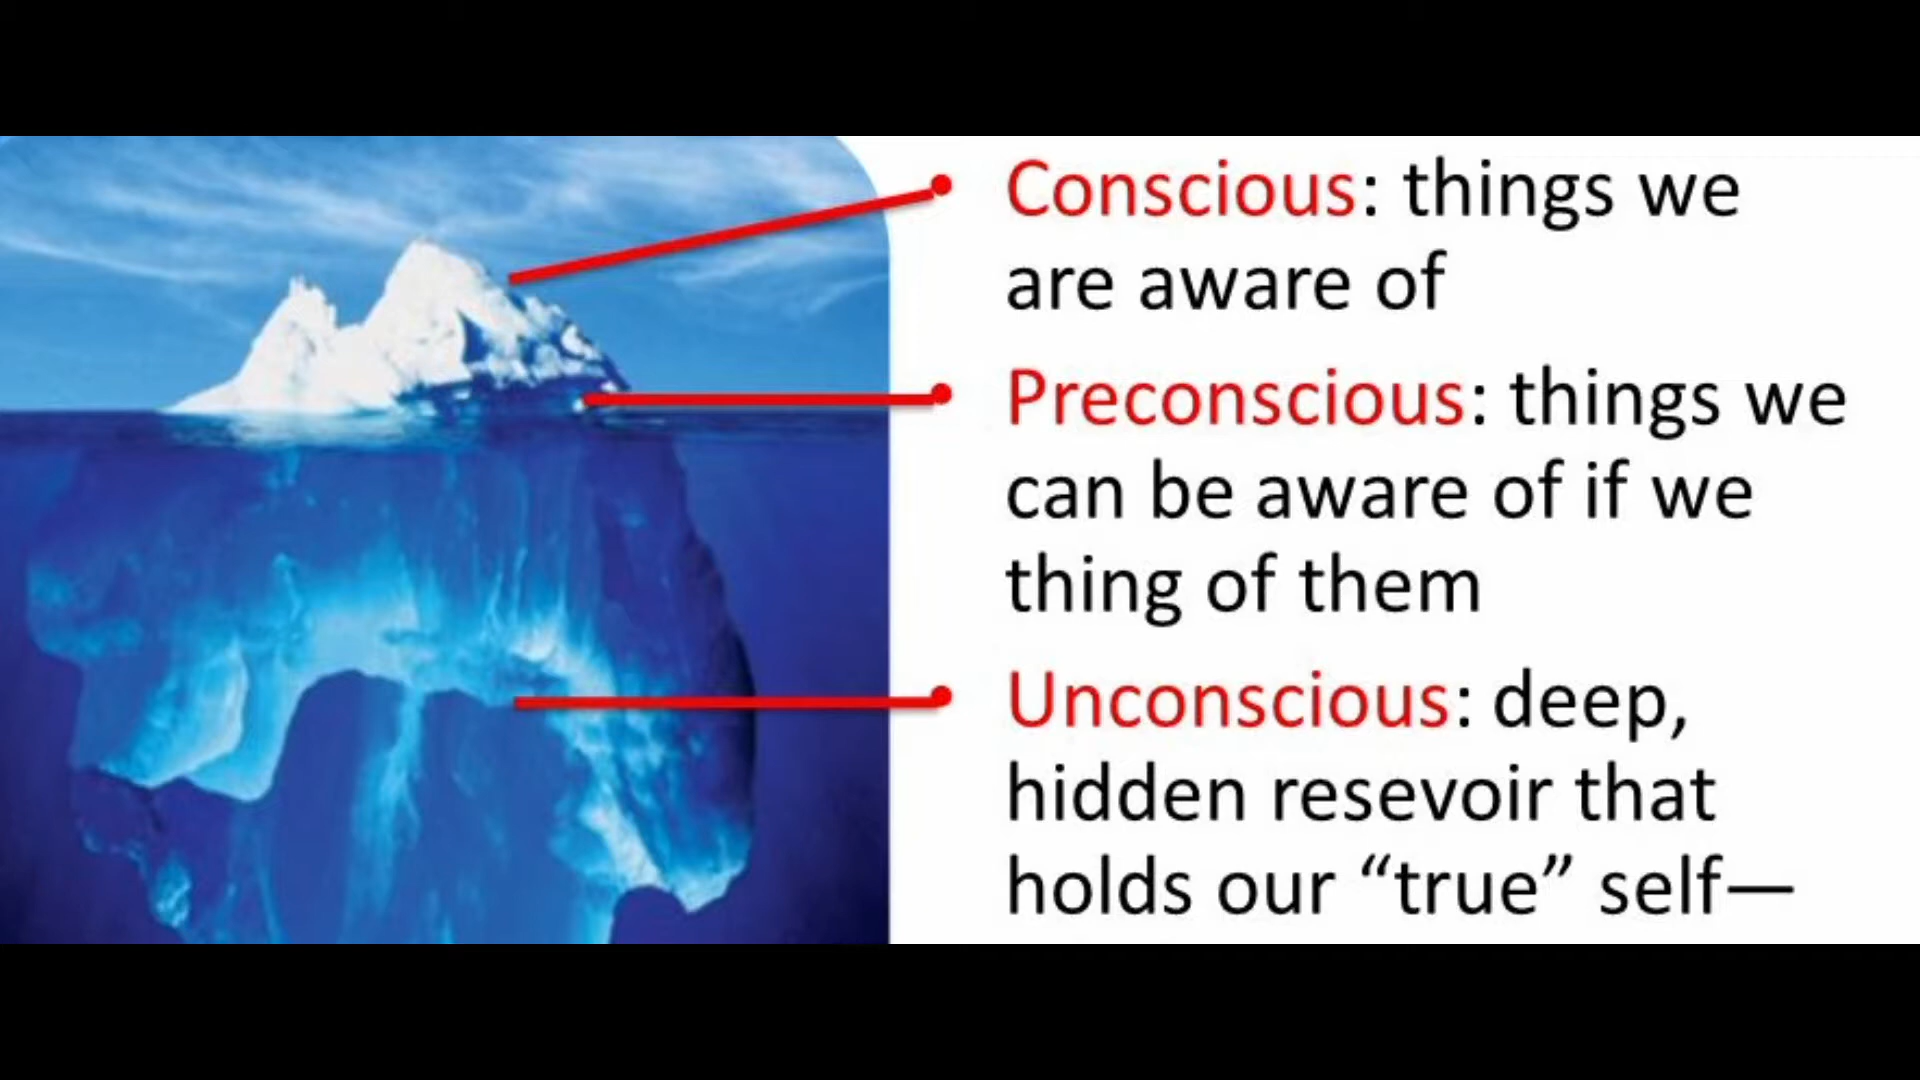 Conscious: things we
are aware of
Preconscious: things we
can be aware of if we
thing of them
Unconscious: deep,
hidden resevoir that
holds our “true” self—